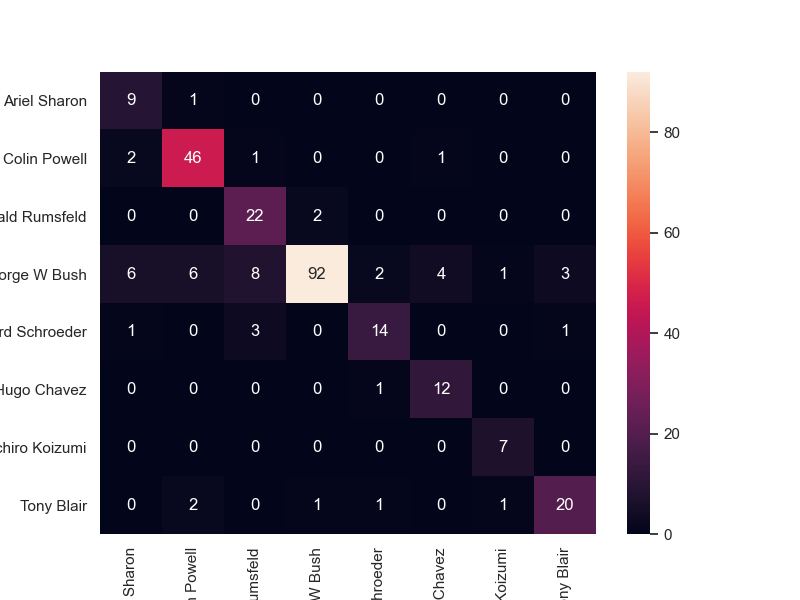 Ariel Sharon 9 1 0 0 0 0 0 0
Colin Powell 2 46 1 0 0 1 0 0
ald Rumsfeld 0 0 22 2 0 0 0 0
orge W Bush 6 6 8 92 2 4 1 3
rd Schroeder 1 0 3 0 14 0 0 1
Hugo Chavez 0 0 0 0 1 12 0 0
chiro Koizumi 0 0 0 0 0 0 7 0
Tony Blair 0 2 0 1 1 0 1 20
Sharon
n Powell
umsfeld
W Bush
hroeder
Chavez
Koizumi
ny Blair
80
60
40
20
0